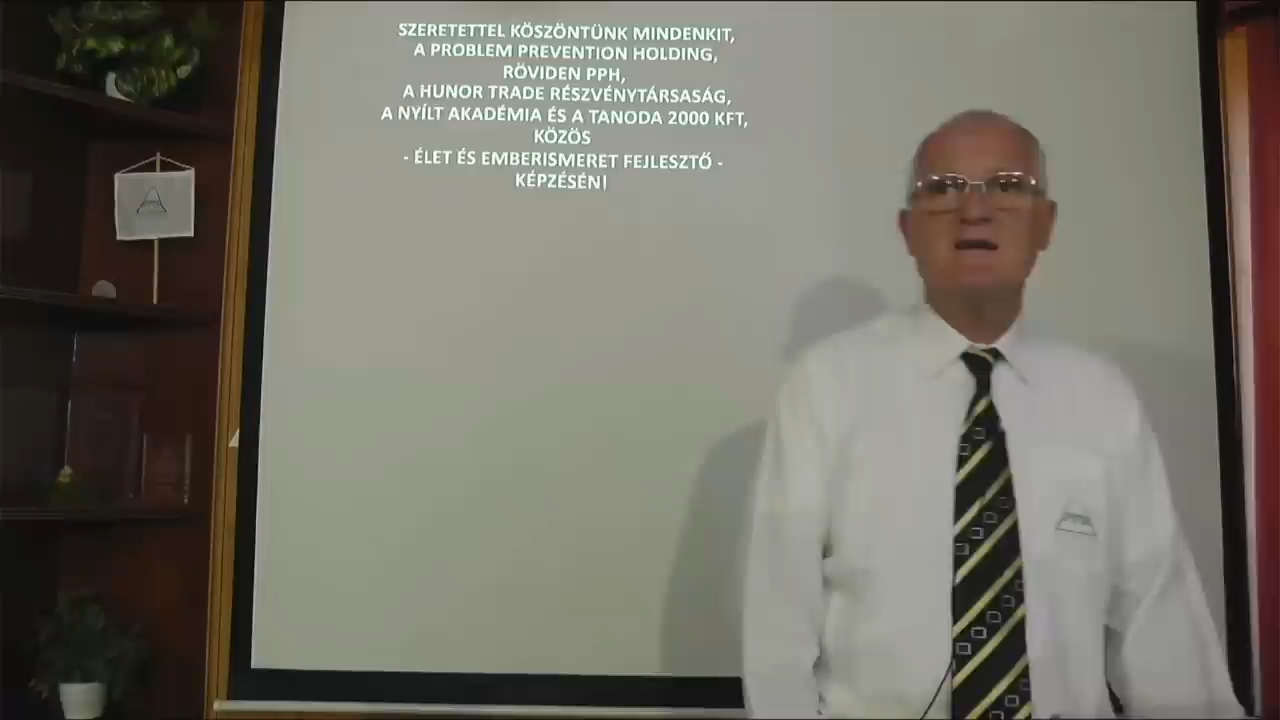 SZERETETTEL KÖSZÖNTÜNK MINDENKIT,
A PROBLEM PREVENTION HOLDING,
RÖVIDEN PPH,
A HUNOR TRADE RÉSZVÉNYTÁRSASÁG,
A NYÍLT AKADÉMIA ÉS A TANODA 2000 KFT,
KÖZÖS
- ÉLET ÉS EMBERISMERET FEJLESZTŐ -
KÉPZÉSÉN!